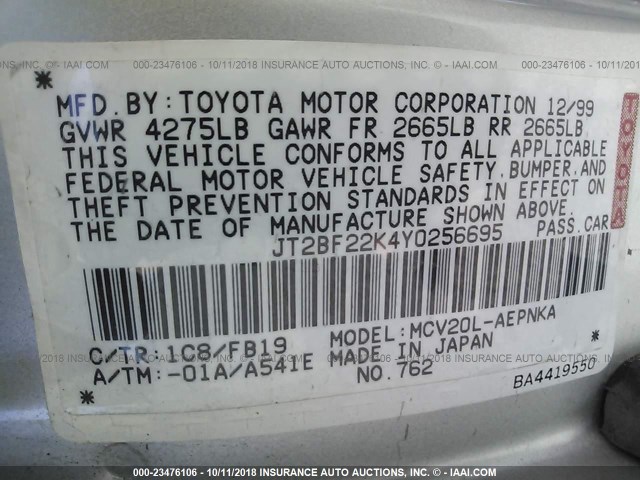 000-23476106 - 10/11/2018 INSURANCE AUTO AUCTIONS, INC. © - IAAI.COM
MFD. BY: TOYOTA MOTOR CORPORATION 12/99
GVWR 4275LB GAWR FR 2665LB RR 2665LB
THIS VEHICLE CONFORMS TO ALL APPLICABLE
FEDERAL MOTOR VEHICLE SAFETY, BUMPER, AND
THEFT PREVENTION STANDARDS IN EFFECT ON
THE DATE OF MANUFACTURE SHOWN ABOVE.
JT2BF22K4Y0256695 PASS. CAR
TOYOTA
C/TR: 1C8/FB19 MODEL: MCV20L-AEPNKA
A/TM: -01A/A541E MADE IN JAPAN
NO. 762 BA4419550
000-23476106 - 10/11/2018 INSURANCE AUTO AUCTIONS, INC. © - IAAI.COM